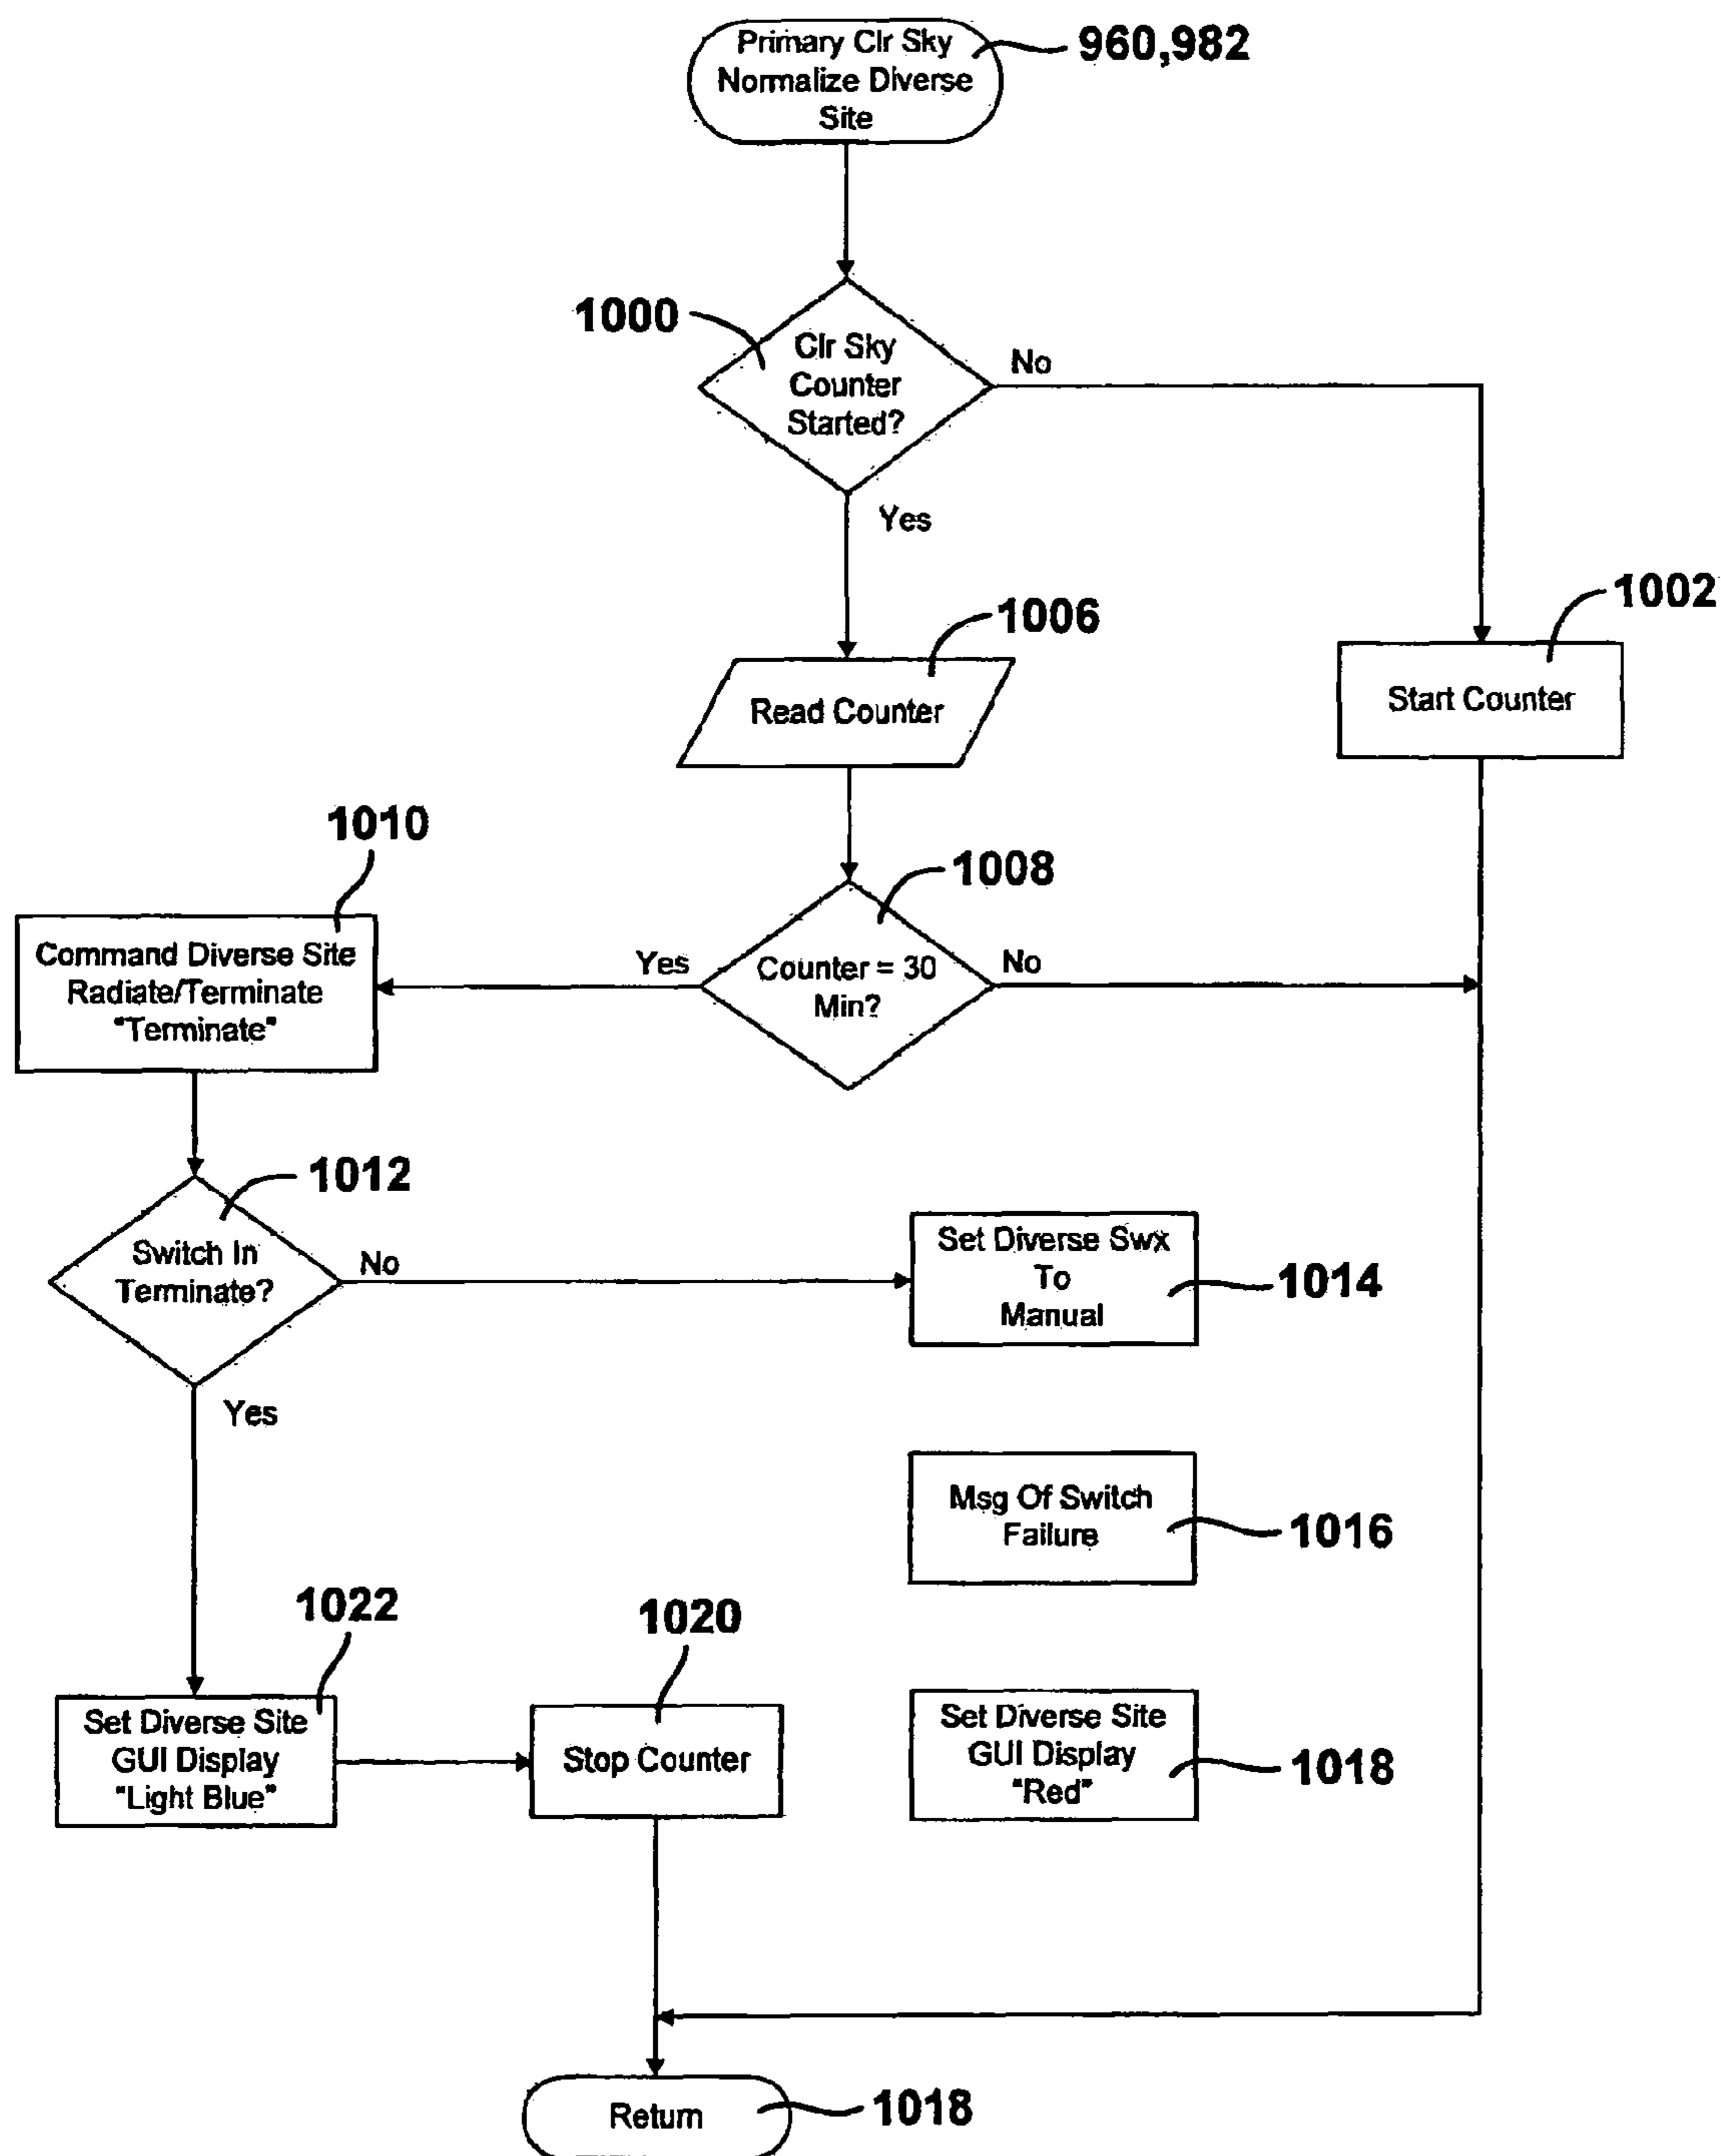 Primary Clr Sky
Normalize Diverse
Site
960,982
1000
Clr Sky
Counter
Started?
No
Yes
1002
Start Counter
1006
Read Counter
1010
Command Diverse Site
Radiate/Terminate
"Terminate"
1008
Yes
Counter = 30
Min?
No
1012
Switch In
Terminate?
No
Yes
Set Diverse Swx
To
Manual
1014
Msg Of Switch
Failure
1016
1022
Set Diverse Site
GUI Display
"Light Blue"
1020
Stop Counter
Set Diverse Site
GUI Display
"Red"
1018
Return
1018